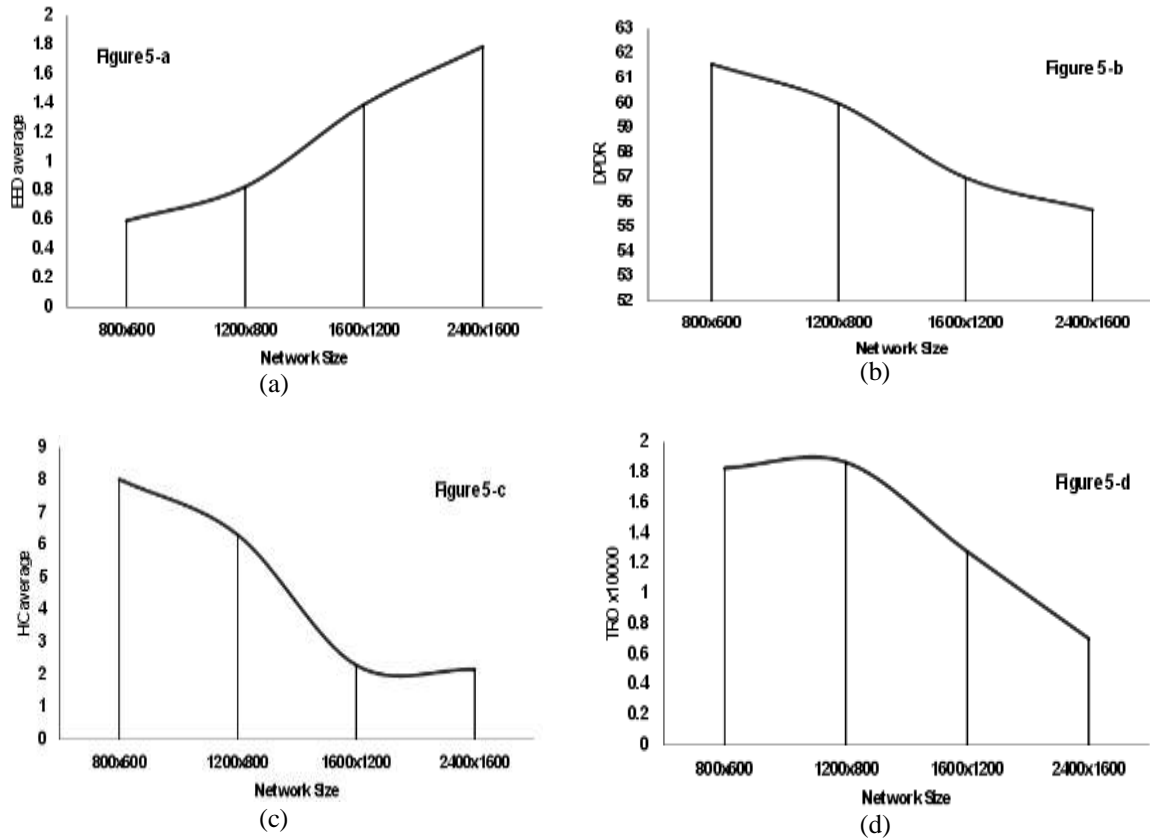 2
1.8
1.6
1.4
1.2
1
0.8
0.6
0.4
0.2
0
EED average
Figure 5-a
800x600 1200x800 1600x1200 2400x1600
Network Size
(a)
63
62
61
60
59
58
57
56
55
54
53
52
DPDR
Figure 5-b
800x600 1200x800 1600x1200 2400x1600
Network Size
(b)
9
8
7
6
5
4
3
2
1
0
HC average
Figure 5-c
800x600 1200x800 1600x1200 2400x1600
Network Size
(c)
2
1.8
1.6
1.4
1.2
1
0.8
0.6
0.4
0.2
0
TRO x10000
Figure 5-d
800x600 1200x800 1600x1200 2400x1600
Network Size
(d)